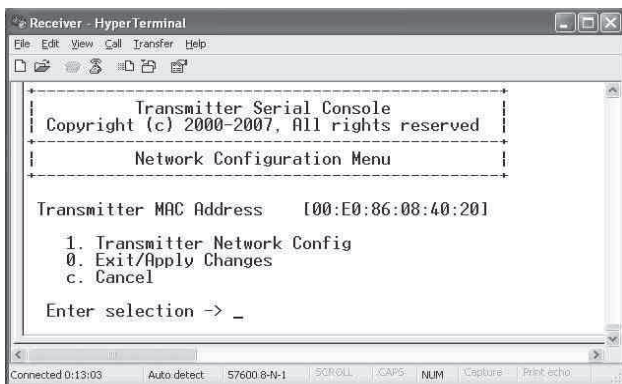 Receiver - HyperTerminal
File Edit View Call Transfer Help
Transmitter Serial Console
Copyright (c) 2000-2007, All rights reserved
Network Configuration Menu
Transmitter MAC Address [00:E0:86:08:40:20]
1. Transmitter Network Config
0. Exit/Apply Changes
c. Cancel
Enter selection -> _
Connected 0:13:03 Auto detect 57600 8-N-1 SCROLL CAPS NUM Capture Print echo